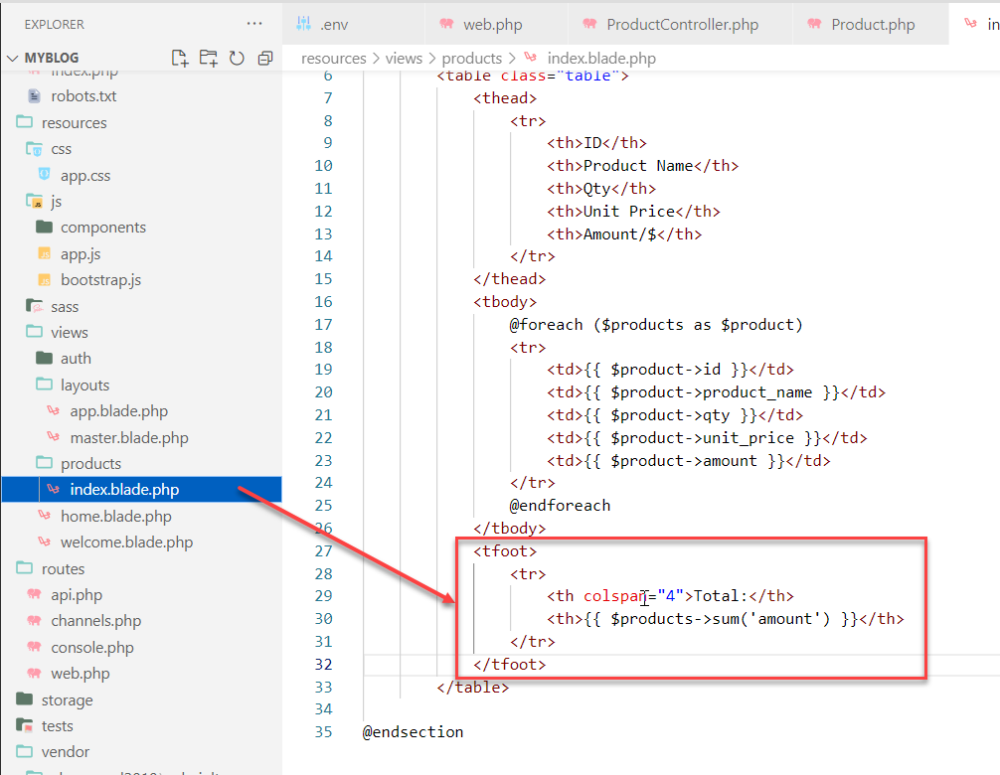 EXPLORER ···
.env web.php ProductController.php Product.php in
MYBLOG
resources > views > products > index.blade.php
index.php
robots.txt
resources
css
app.css
js
components
app.js
bootstrap.js
sass
views
auth
layouts
app.blade.php
master.blade.php
products
index.blade.php
home.blade.php
welcome.blade.php
routes
api.php
channels.php
console.php
web.php
storage
tests
vendor
6 <table class="table">
7 <thead>
8 <tr>
9 <th>ID</th>
10 <th>Product Name</th>
11 <th>Qty</th>
12 <th>Unit Price</th>
13 <th>Amount/$</th>
14 </tr>
15 </thead>
16 <tbody>
17 @foreach ($products as $product)
18 <tr>
19 <td>{{ $product->id }}</td>
20 <td>{{ $product->product_name }}</td>
21 <td>{{ $product->qty }}</td>
22 <td>{{ $product->unit_price }}</td>
23 <td>{{ $product->amount }}</td>
24 </tr>
25 @endforeach
26 </tbody>
27 <tfoot>
28 <tr>
29 <th colspan="4">Total:</th>
30 <th>{{ $products->sum('amount') }}</th>
31 </tr>
32 </tfoot>
33 </table>
34
35 @endsection